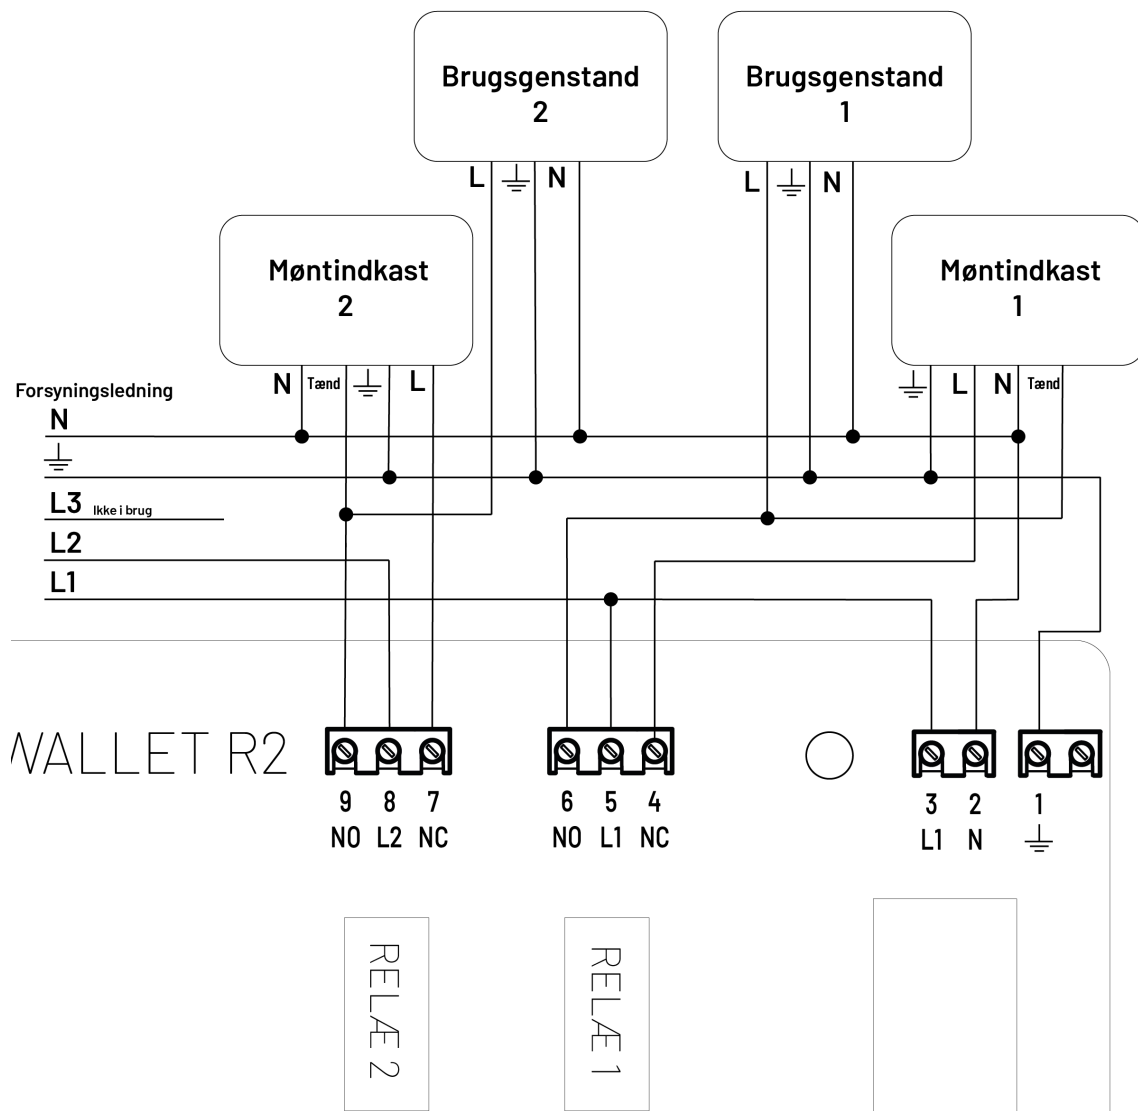 Brugsgenstand
2
Brugsgenstand
1
L N
L N
Møntindkast
2
Møntindkast
1
N Tænd L
L N Tænd
Forsyningsledning
N
L3 Ikke i brug
L2
L1
WALLET R2
9 8 7
NO L2 NC
6 5 4
NO L1 NC
3 2 1
L1 N
RELÆ 2
RELÆ 1